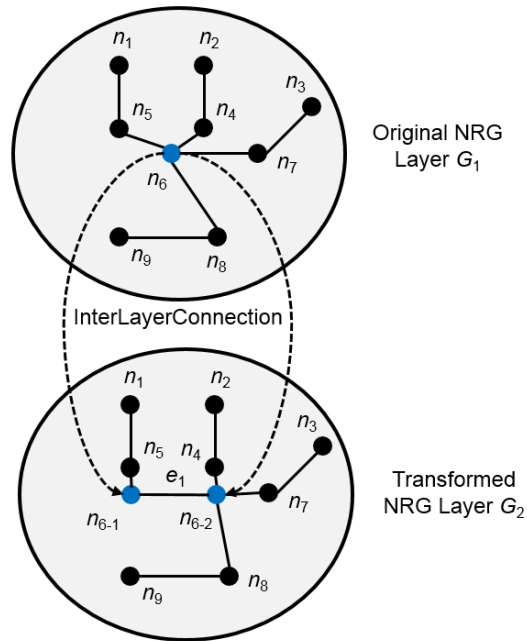 n1 n2
n3
n5 n4
n6 n7
n9 n8
Original NRG
Layer G1
InterLayerConnection
n1 n2
n3
n5 n4
e1
n7
n6-1 n6-2
n9 n8
Transformed
NRG Layer G2